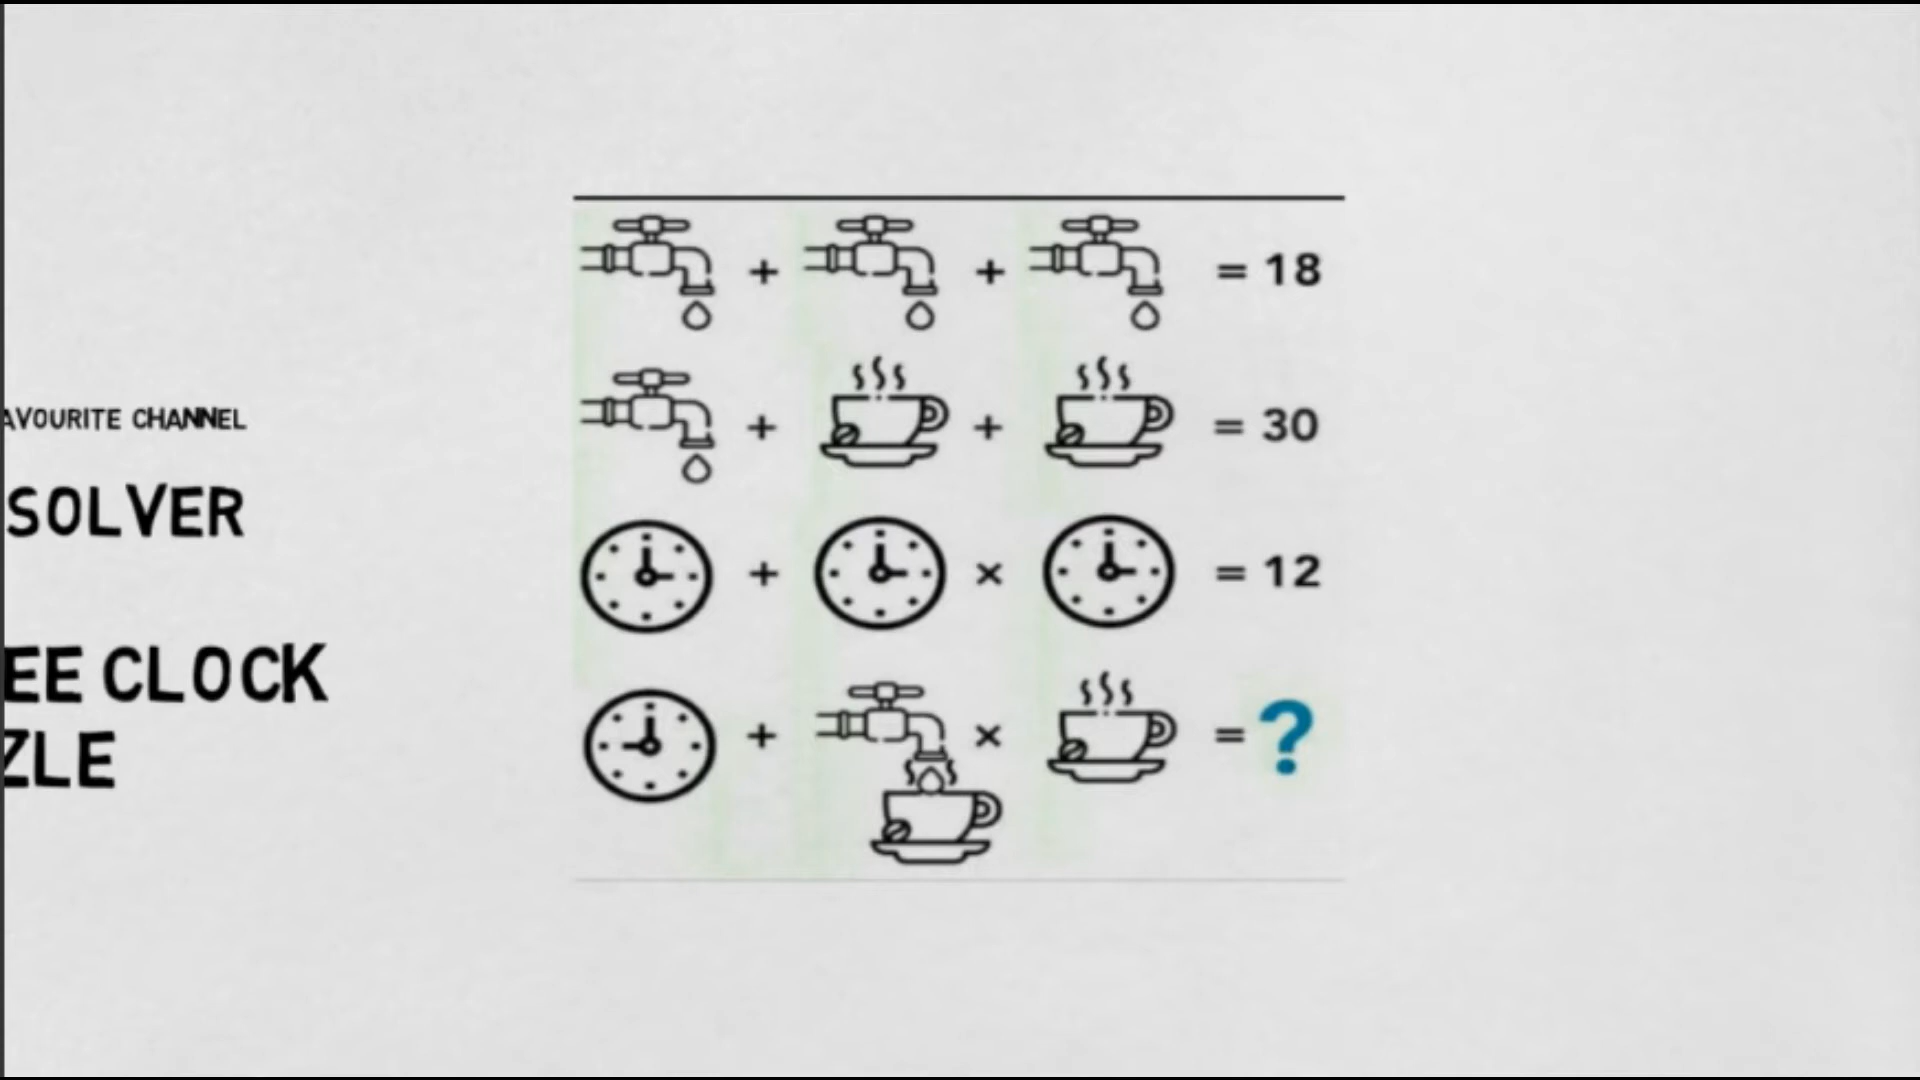 AVOURITE CHANNEL
SOLVER
EE CLOCK
ZLE
+ + = 18
+ + = 30
+ × = 12
+ × = ?